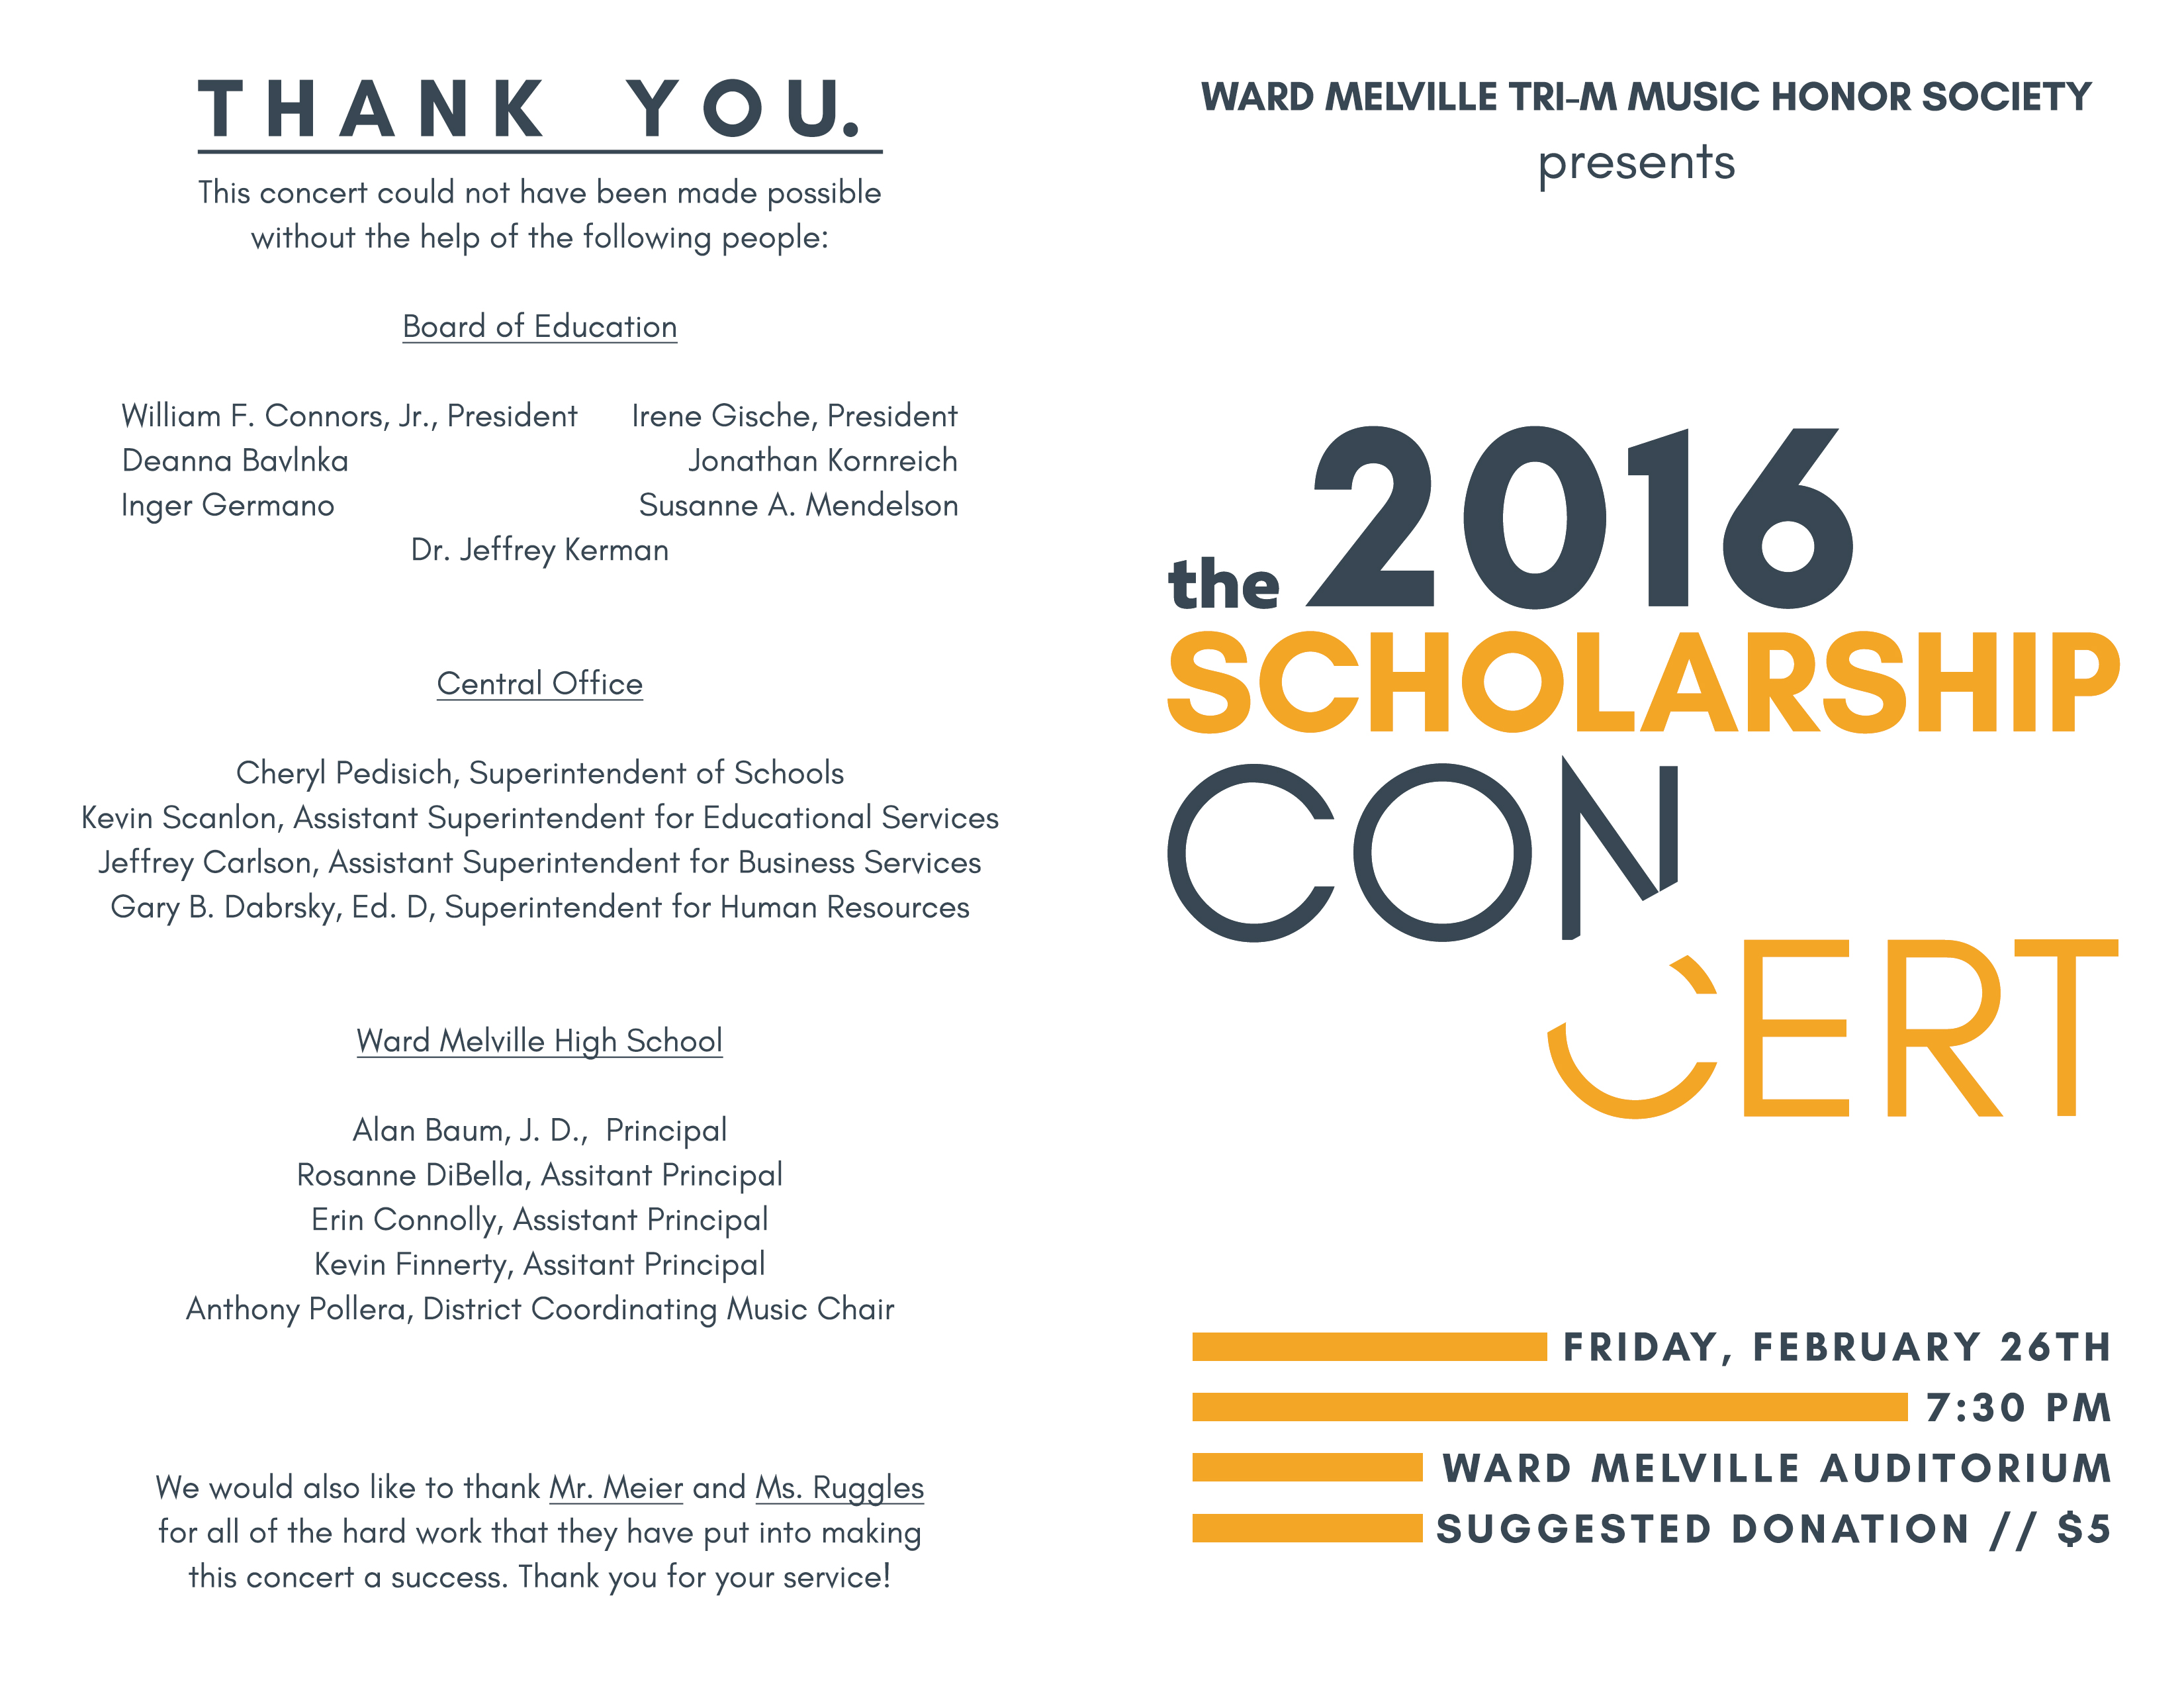 THANK YOU.
This concert could not have been made possible
without the help of the following people:
Board of Education
William F. Connors, Jr., President Irene Gische, President
Deanna Bavlnka Jonathan Kornreich
Inger Germano Susanne A. Mendelson
Dr. Jeffrey Kerman
Central Office
Cheryl Pedisich, Superintendent of Schools
Kevin Scanlon, Assistant Superintendent for Educational Services
Jeffrey Carlson, Assistant Superintendent for Business Services
Gary B. Dabrsky, Ed. D, Superintendent for Human Resources
Ward Melville High School
Alan Baum, J. D., Principal
Rosanne DiBella, Assitant Principal
Erin Connolly, Assistant Principal
Kevin Finnerty, Assitant Principal
Anthony Pollera, District Coordinating Music Chair
We would also like to thank Mr. Meier and Ms. Ruggles
for all of the hard work that they have put into making
this concert a success. Thank you for your service!
WARD MELVILLE TRI-M MUSIC HONOR SOCIETY
presents
the 2016
SCHOLARSHIP
CON
CERT
FRIDAY, FEBRUARY 26TH
7:30 PM
WARD MELVILLE AUDITORIUM
SUGGESTED DONATION // $5